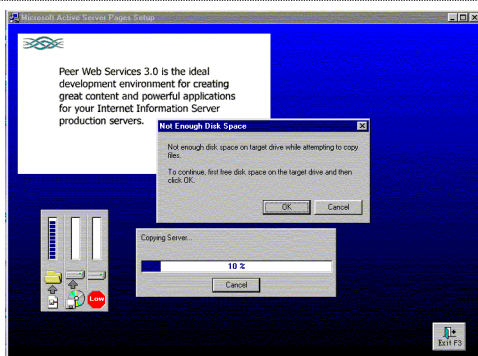 Microsoft Active Server Pages Setup
Peer Web Services 3.0 is the ideal
development environment for creating
great content and powerful applications
for your Internet Information Server
production servers.
Not Enough Disk Space
Not enough disk space on target drive while attempting to copy
files.
To continue, first free disk space on the target drive and then
click OK.
OK
Cancel
Copying Server...
10 %
Cancel
Low
Exit F3